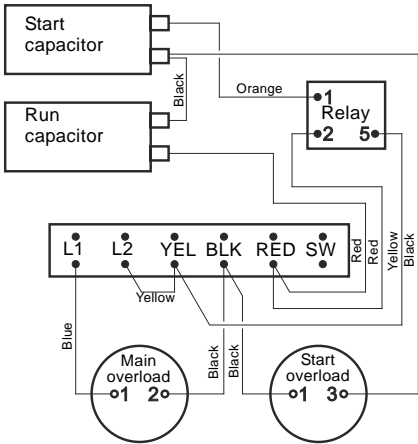 Start
capacitor
Black
Orange
1
Relay
2 5
Run
capacitor
L1 L2 YEL BLK RED SW
Red
Red
Yellow
Black
Yellow
Blue
Black
Black
Main
overload
1 2
Start
overload
1 3